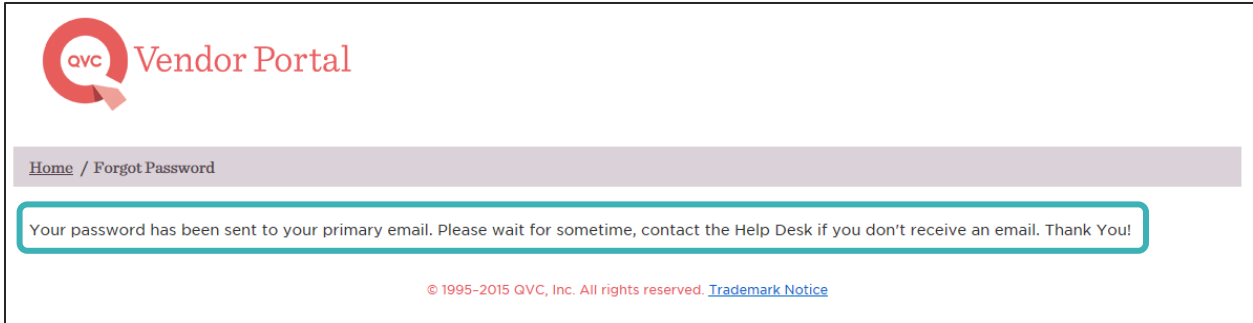 QVC
Vendor Portal
Home / Forgot Password
Your password has been sent to your primary email. Please wait for sometime, contact the Help Desk if you don't receive an email. Thank You!
© 1995-2015 QVC, Inc. All rights reserved. Trademark Notice